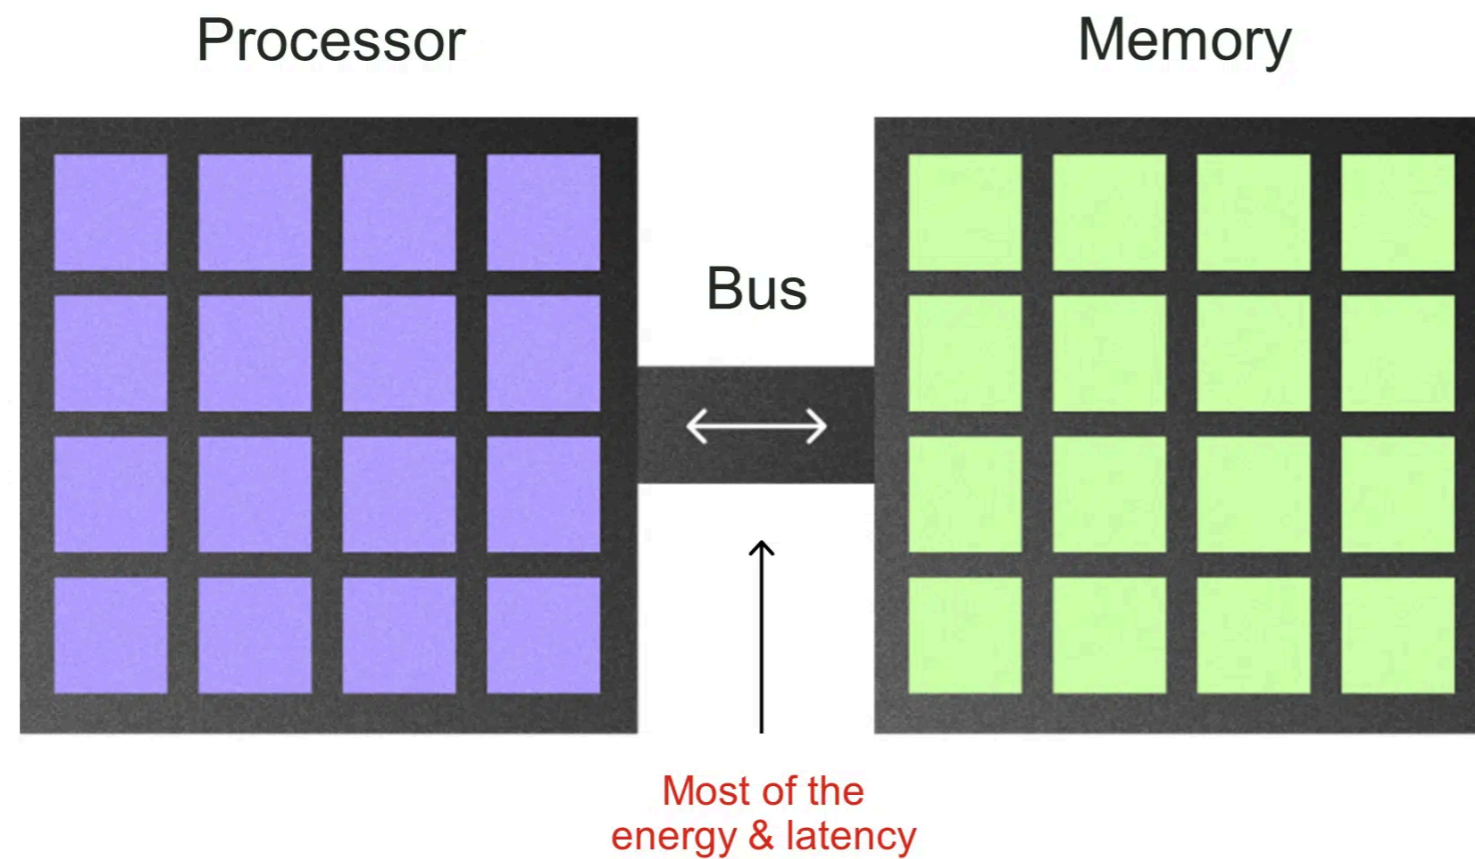 Processor
Memory
Bus
Most of the
energy & latency